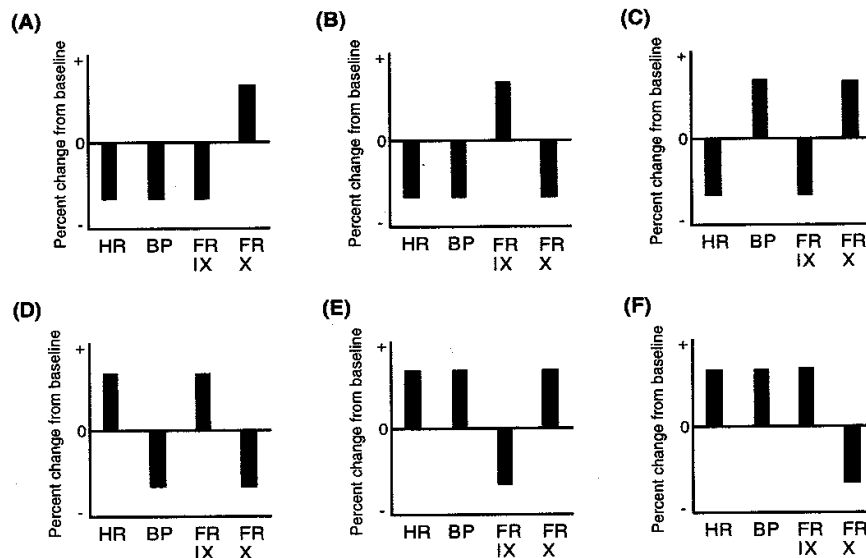 (A)
Percent change from baseline
+
0
-
HR BP FR IX FR X
(B)
Percent change from baseline
+
0
-
HR BP FR IX FR X
(C)
Percent change from baseline
+
0
-
HR BP FR IX FR X
(D)
Percent change from baseline
+
0
-
HR BP FR IX FR X
(E)
Percent change from baseline
+
0
-
HR BP FR IX FR X
(F)
Percent change from baseline
+
0
-
HR BP FR IX FR X